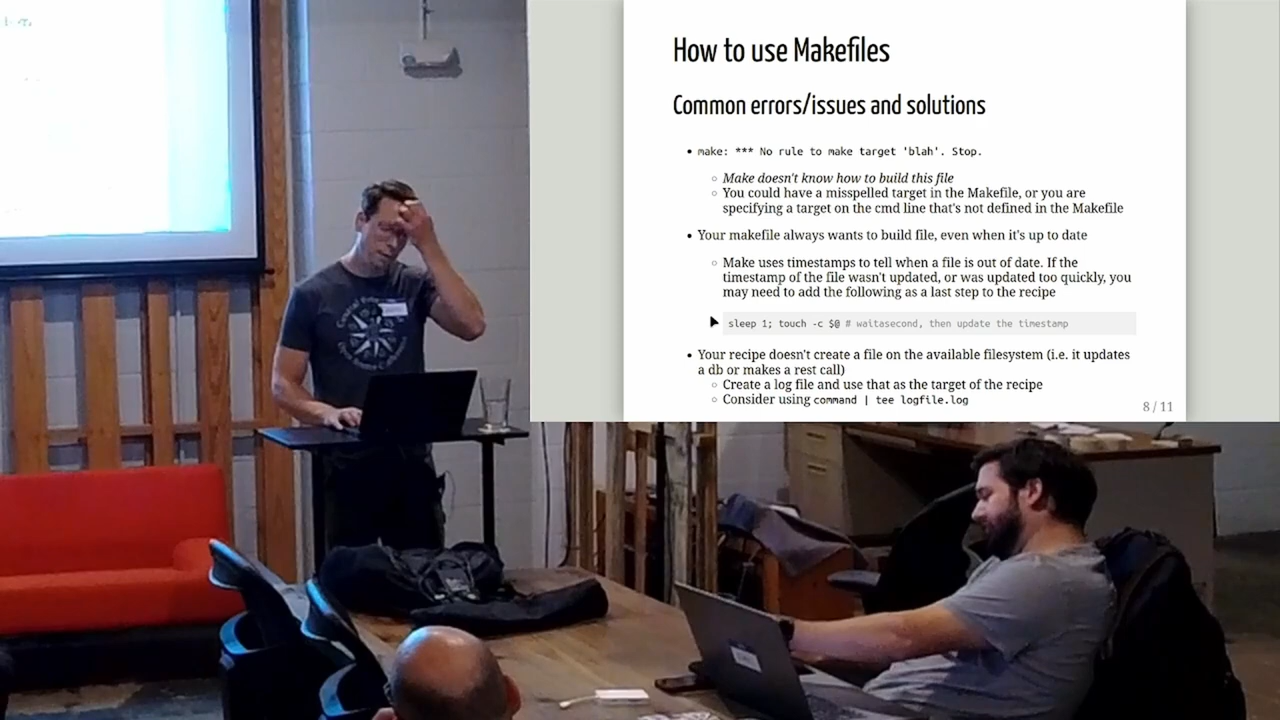 How to use Makefiles
Common errors/issues and solutions
make: *** No rule to make target 'blah'. Stop.
Make doesn't know how to build this file
You could have a misspelled target in the Makefile, or you are
specifying a target on the cmd line that's not defined in the Makefile
Your makefile always wants to build file, even when it's up to date
Make uses timestamps to tell when a file is out of date. If the
timestamp of the file wasn't updated, or was updated too quickly, you
may need to add the following as a last step to the recipe
sleep 1; touch -c $@ # waitasecond, then update the timestamp
Your recipe doesn't create a file on the available filesystem (i.e. it updates
a db or makes a rest call)
Create a log file and use that as the target of the recipe
Consider using command | tee logfile.log
8 / 11